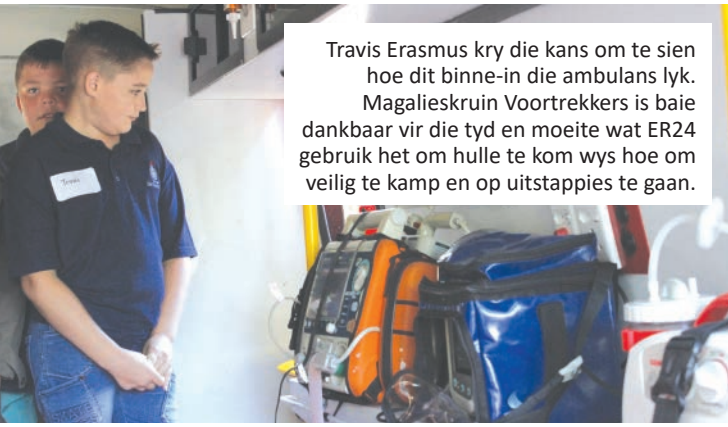 Travis Erasmus kry die kans om te sien
hoe dit binne-in die ambulans lyk.
Magalieskruin Voortrekkers is baie
dankbaar vir die tyd en moeite wat ER24
gebruik het om hulle te kom wys hoe om
veilig te kamp en op uitstappies te gaan.
Travis